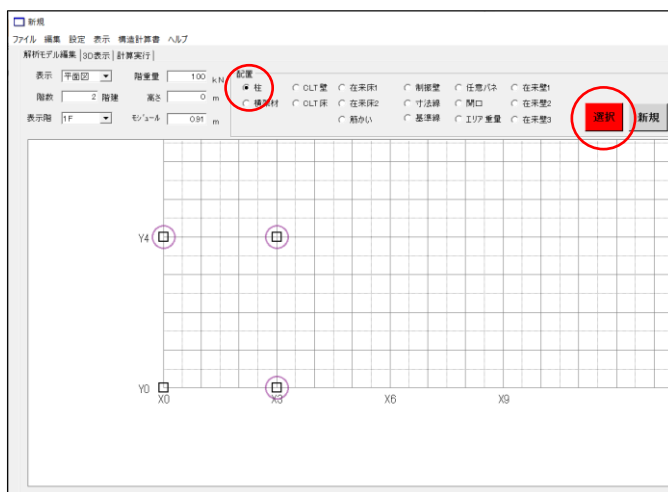 新規
ファイル 編集 設定 表示 構造計算書 ヘルプ
解析モデル編集 3D表示 計算実行
表示 平面図 階重量 100 kN
階数 2 階建 高さ 0 m
表示階 1F モジュール 0.91 m
配置
柱 CLT壁 在来床1 制振壁 任意バネ 在来壁1
横架材 CLT床 在来床2 寸法線 開口 在来壁2
筋かい 基準線 エリア重量 在来壁3
選択 新規
Y4
Y0
X0 X3 X6 X9